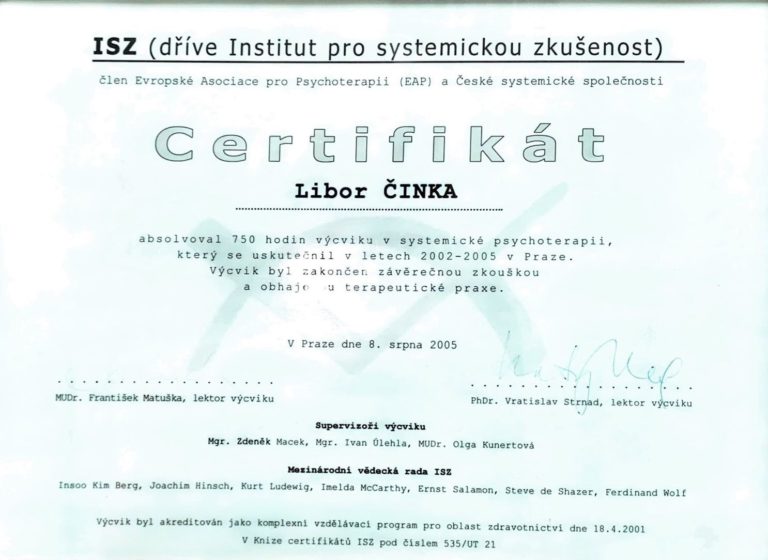 ISZ (dříve Institut pro systemickou zkušenost)
člen Evropské Asociace pro Psychoterapii (EAP) a České systemické společnosti
Certifikát
Libor ČINKA
absolvoval 750 hodin výcviku v systemické psychoterapii,
který se uskutečnil v letech 2002-2005 v Praze.
Výcvik byl zakončen závěrečnou zkouškou
a obhajobou terapeutické praxe.
V Praze dne 8. srpna 2005
MUDr. František Matuška, lektor výcviku
PhDr. Vratislav Strnad, lektor výcviku
Supervizoři výcviku
Mgr. Zdeněk Macek, Mgr. Ivan Úlehla, MUDr. Olga Kunertová
Mezinárodní vědecká rada ISZ
Insoo Kim Berg, Joachim Hinsch, Kurt Ludewig, Imelda McCarthy, Ernst Salamon, Steve de Shazer, Ferdinand Wolf
Výcvik byl akreditován jako komplexní vzdělávací program pro oblast zdravotnictví dne 18.4.2001
V Knize certifikátů ISZ pod číslem 535/UT 21